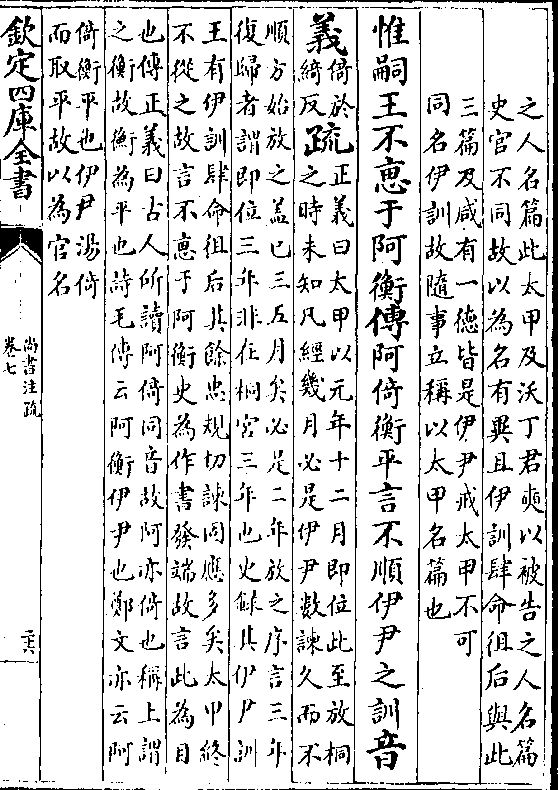 之人名篇此太甲及沃丁君奭以被告之人名篇
史官不同故以為名有異且伊訓肆命徂后與此
三篇及咸有一德皆是伊尹戒太甲不可
同名伊訓故隨事立稱以太甲名篇也
惟嗣王不惠于阿衡傳阿倚衡平言不順伊尹之訓音
義倚於綺反疏正義曰太甲以元年十二月即位此至放桐
之時未知凡經幾月必是伊尹數諫久而不
順方始放之蓋已三五月矣必是二年放之序言三年
復歸者謂即位三年非在桐宮三年也史錄其伊尹訓
王有伊訓肆命徂后其餘忠規切諫固應多矣太甲終
不從之故言不惠于阿衡史為作書發端故言此為目
也傳正義曰古人所讀阿倚同音故阿亦倚也稱上謂
之衡故衡為平也詩毛傳云阿衡伊尹也鄭文亦云阿
倚衡平也伊尹湯倚
而取平故以為官名
欽定四庫全書
尚書注疏
卷七
二十六